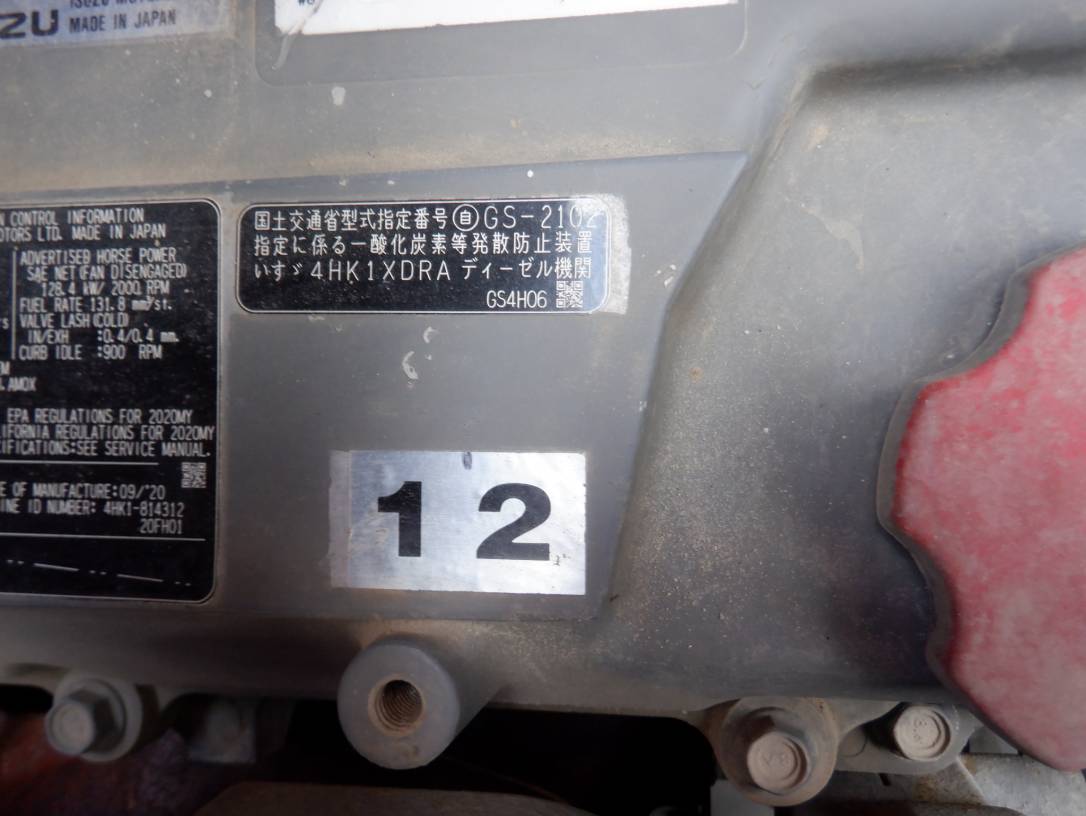 ZU MADE IN JAPAN
N CONTROL INFORMATION
OTORS LTD. MADE IN JAPAN
ADVERTISED HORSE POWER
SAE NET(FAN DISENGAGED)
128.4 kW/ 2000 RPM
FUEL RATE 131.8 mm³/st.
VALVE LASH(COLD)
IN/EXH :0.4/0.4 mm.
CURB IDLE :900 RPM
EM
, AMOX
EPA REGULATIONS FOR 2020MY
LIFORNIA REGULATIONS FOR 2020MY
CIFICATIONS:SEE SERVICE MANUAL.
E OF MANUFACTURE:09/'20
INE ID NUMBER: 4HK1-814312
20FH01
国土交通省型式指定番号㊀GS-2102
指定に係る一酸化炭素等発散防止装置
いすゞ4HK1XDRA ディーゼル機関
GS4H06
12